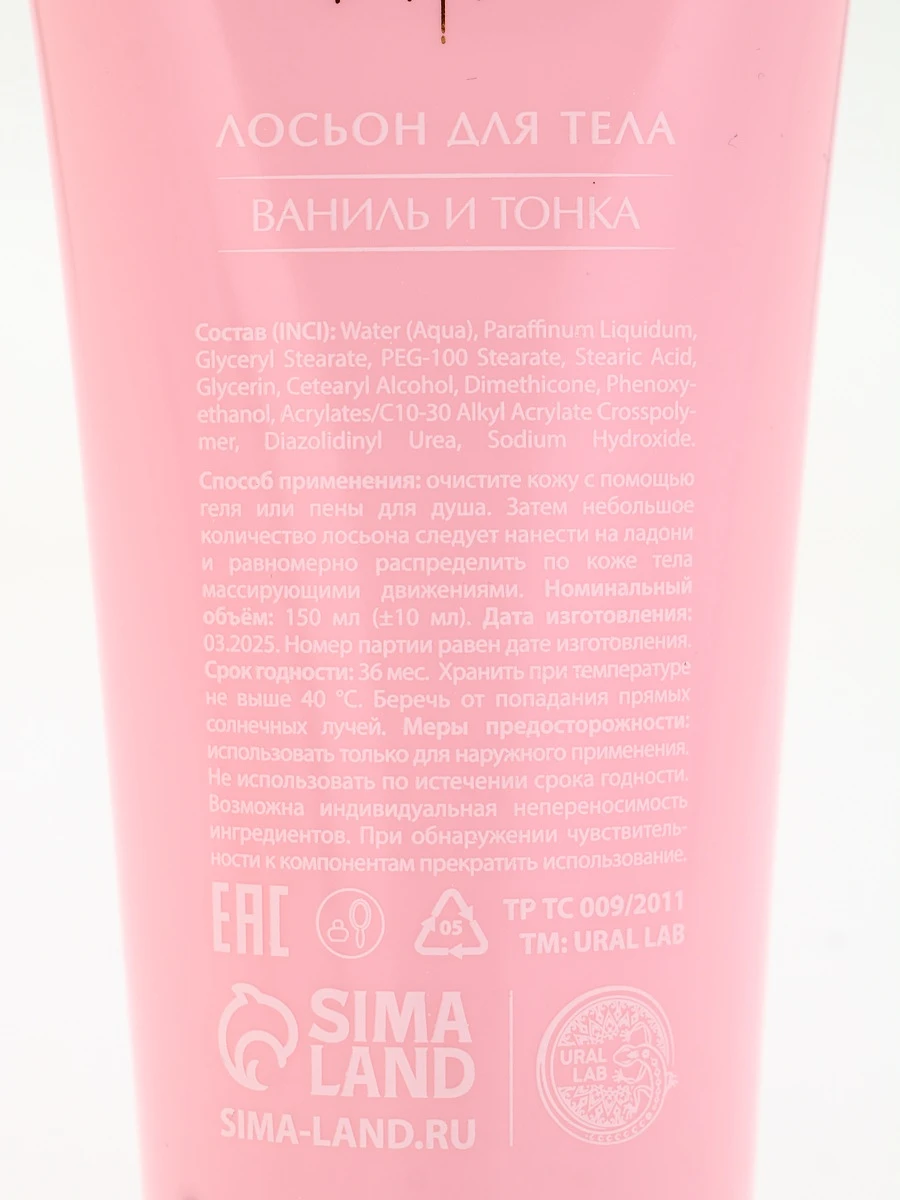 ЛОСЬОН ДЛЯ ТЕЛА
ВАНИЛЬ И ТОНКА
Состав (INCI): Water (Aqua), Paraffinum Liquidum,
Glyceryl Stearate, PEG-100 Stearate, Stearic Acid,
Glycerin, Cetearyl Alcohol, Dimethicone, Phenoxy-
ethanol, Acrylates/C10-30 Alkyl Acrylate Crosspoly-
mer, Diazolidinyl Urea, Sodium Hydroxide.
Способ применения: очистите кожу с помощью
геля или пены для душа. Затем небольшое
количество лосьона следует нанести на ладони
и равномерно распределить по коже тела
массирующими движениями. Номинальный
объём: 150 мл (±10 мл). Дата изготовления:
03.2025. Номер партии равен дате изготовления.
Срок годности: 36 мес. Хранить при температуре
не выше 40 °C. Беречь от попадания прямых
солнечных лучей. Меры предосторожности:
использовать только для наружного применения.
Не использовать по истечении срока годности.
Возможна индивидуальная непереносимость
ингредиентов. При обнаружении чувствитель-
ности к компонентам прекратить использование.
EAC
05
ТР ТС 009/2011
ТМ: URAL LAB
SIMA
LAND
SIMA-LAND.RU
URAL
LAB